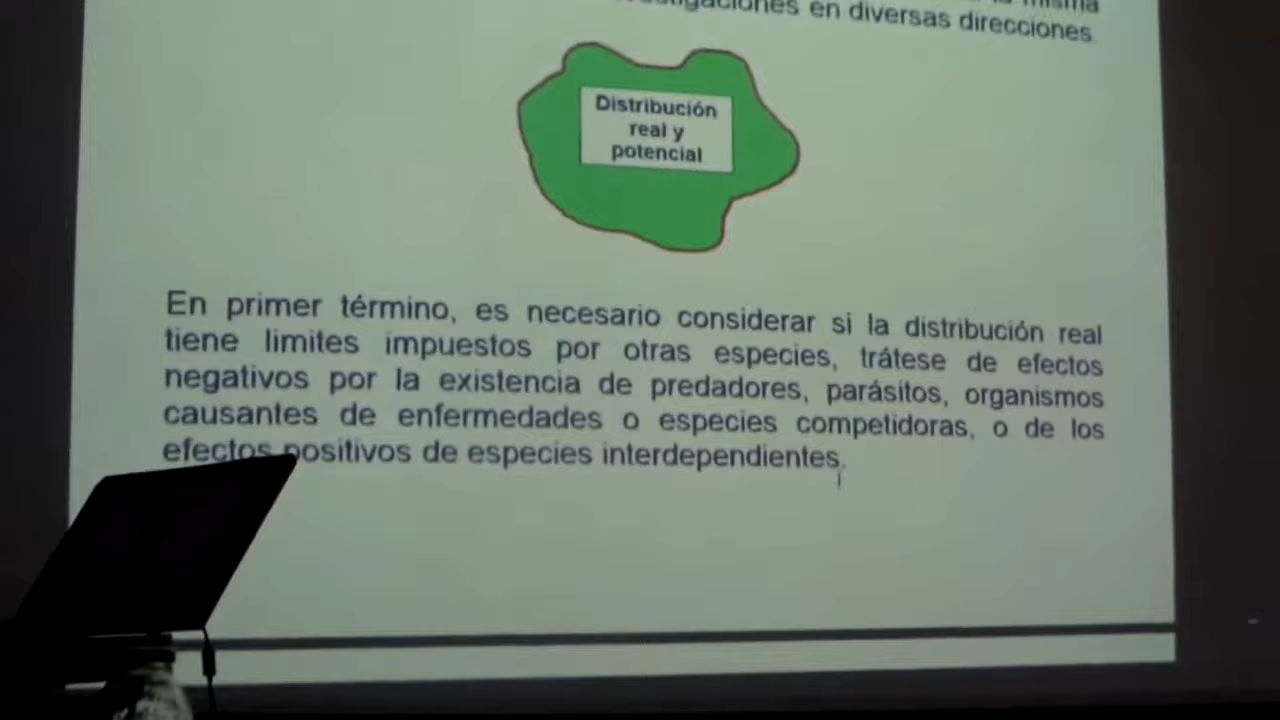 misma
en diversas direcciones
Distribución
real y
potencial
En primer término, es necesario considerar si la distribución real
tiene limites impuestos por otras especies, trátese de efectos
negativos por la existencia de predadores, parásitos, organismos
causantes de enfermedades o especies competidoras, o de los
efectos positivos de especies interdependientes.